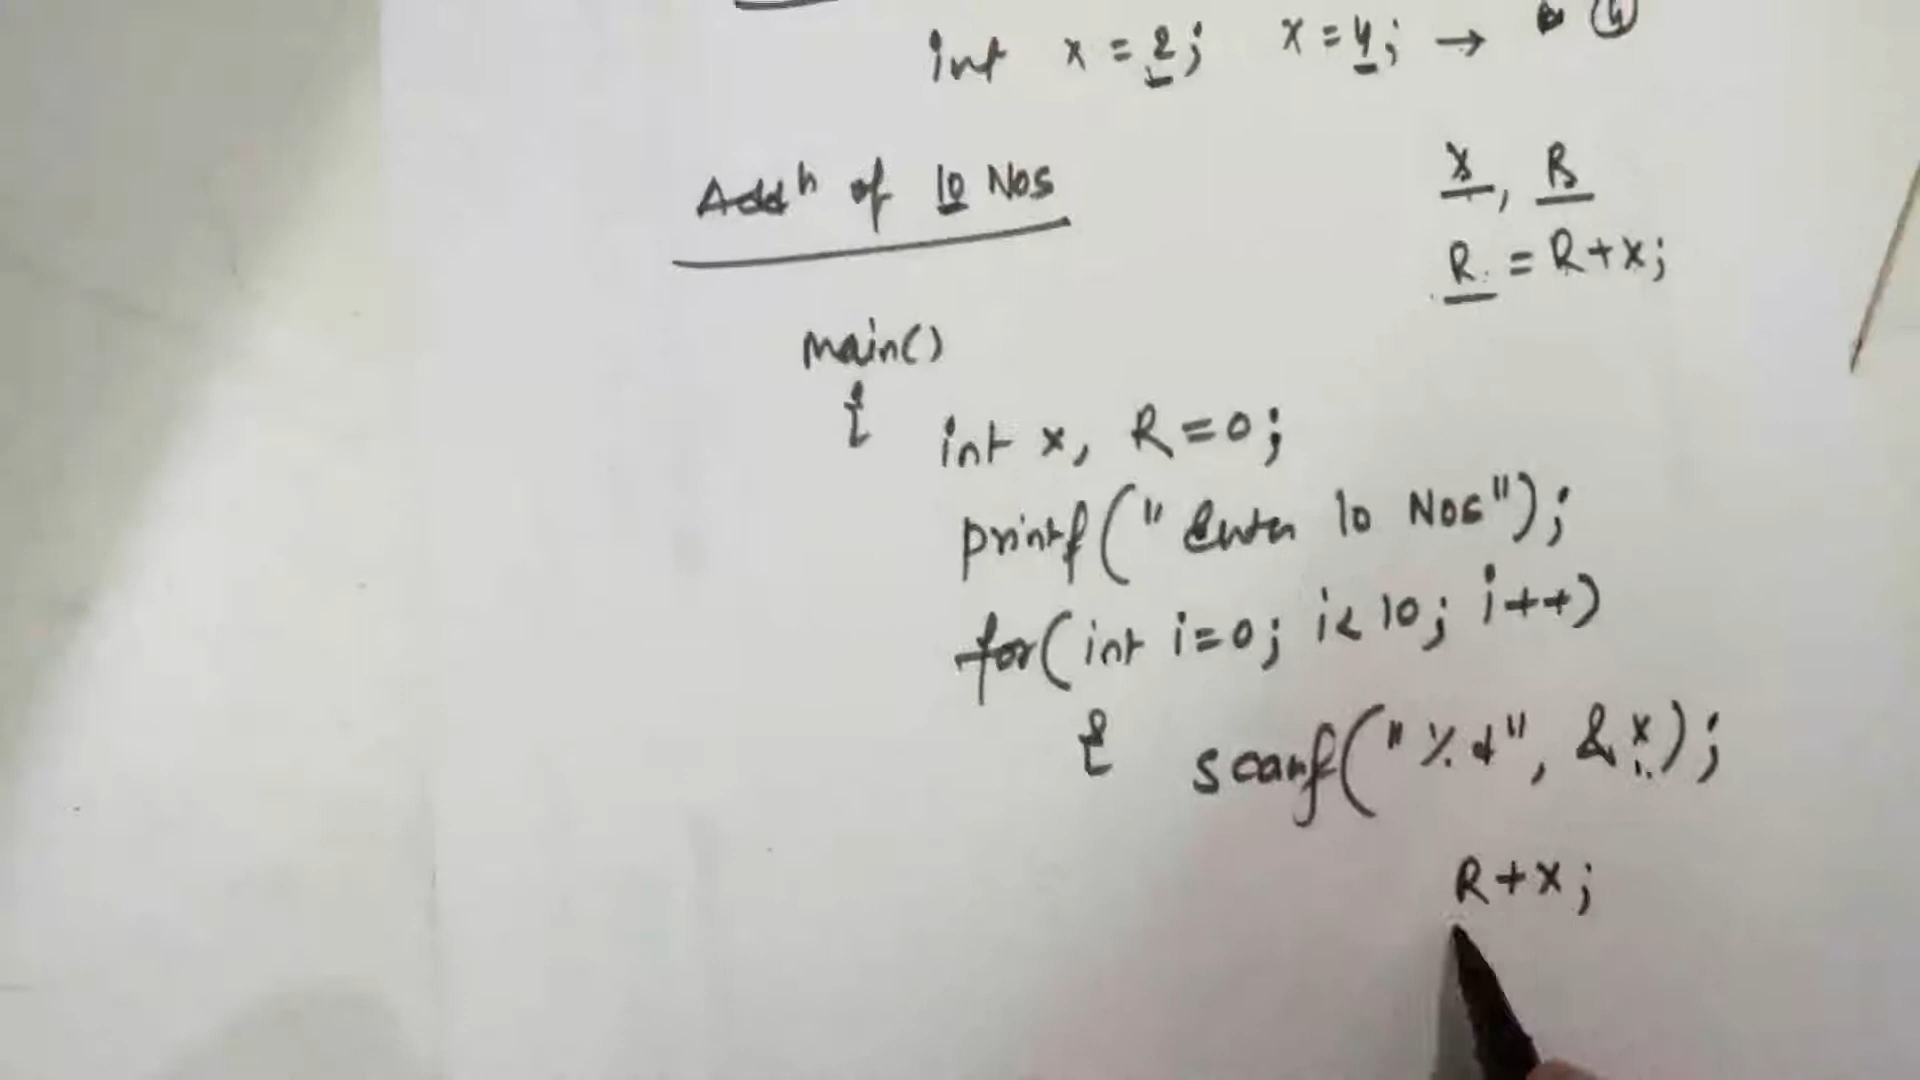 int x = 2; x = 4; → 4
Addn of 10 Nos
x, R
R = R+x;
main()
{ int x, R=0;
printf(" Enter 10 Nos");
for(int i=0; i<10; i++)
{ scanf("%d", &x);
R+x;